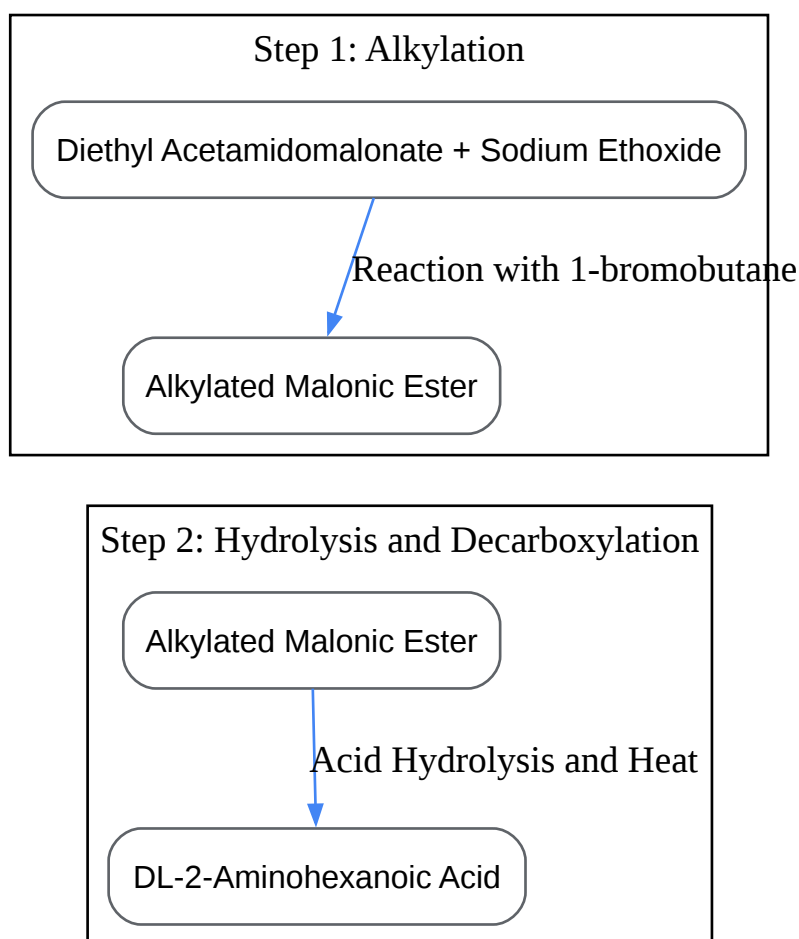 Step 1: Alkylation
Diethyl Acetamidomalonate + Sodium Ethoxide
Reaction with 1-bromobutane
Alkylated Malonic Ester
Step 2: Hydrolysis and Decarboxylation
Alkylated Malonic Ester
Acid Hydrolysis and Heat
DL-2-Aminohexanoic Acid